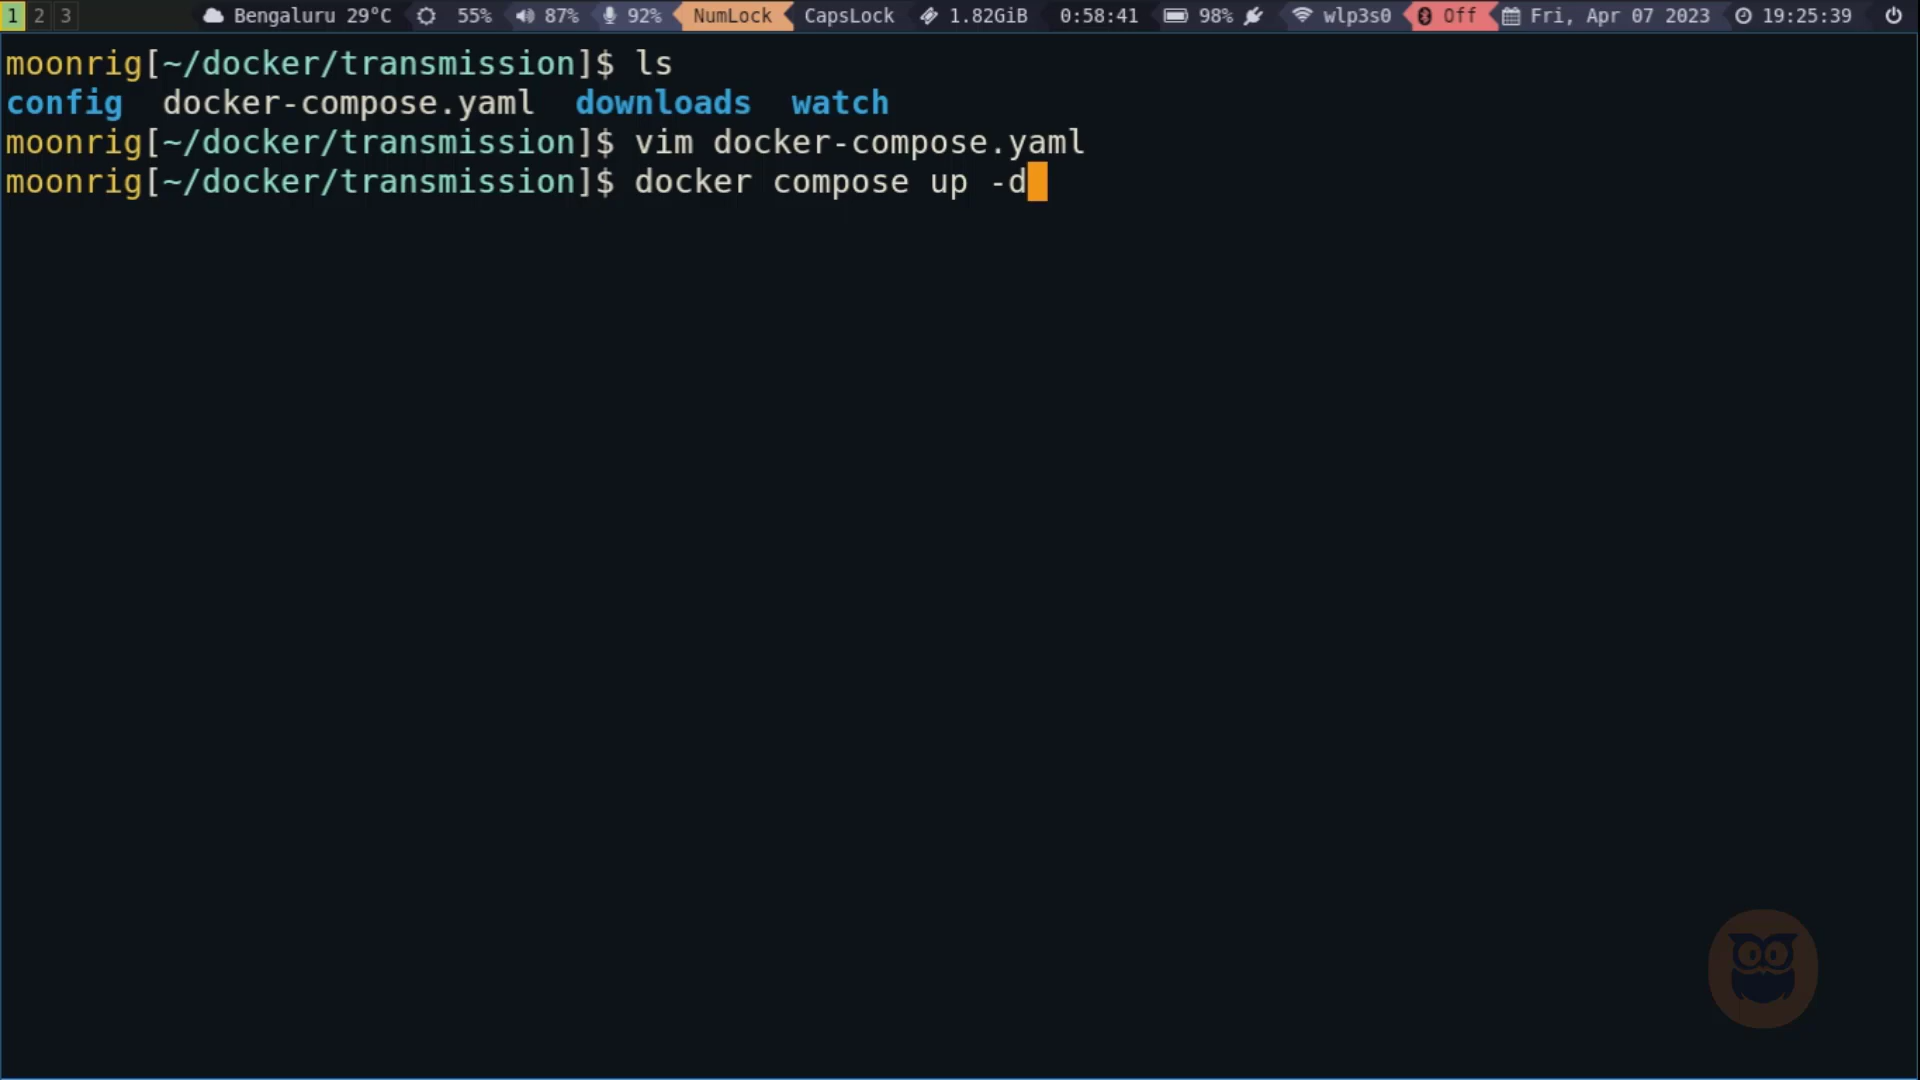 1 2 3 Bengaluru 29°C 55% 87% 92% NumLock CapsLock 1.82GiB 0:58:41 98% wlp3s0 Off Fri, Apr 07 2023 19:25:39
moonrig[~/docker/transmission]$ ls
config docker-compose.yaml downloads watch
moonrig[~/docker/transmission]$ vim docker-compose.yaml
moonrig[~/docker/transmission]$ docker compose up -d